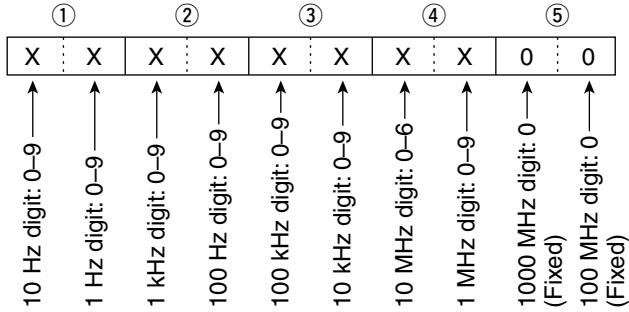 ① ② ③ ④ ⑤
X X X X X X X X 0 0
10 Hz digit: 0–9
1 Hz digit: 0–9
1 kHz digit: 0–9
100 Hz digit: 0–9
100 kHz digit: 0–9
10 kHz digit: 0–9
10 MHz digit: 0–6
1 MHz digit: 0–9
1000 MHz digit: 0
(Fixed)
100 MHz digit: 0
(Fixed)